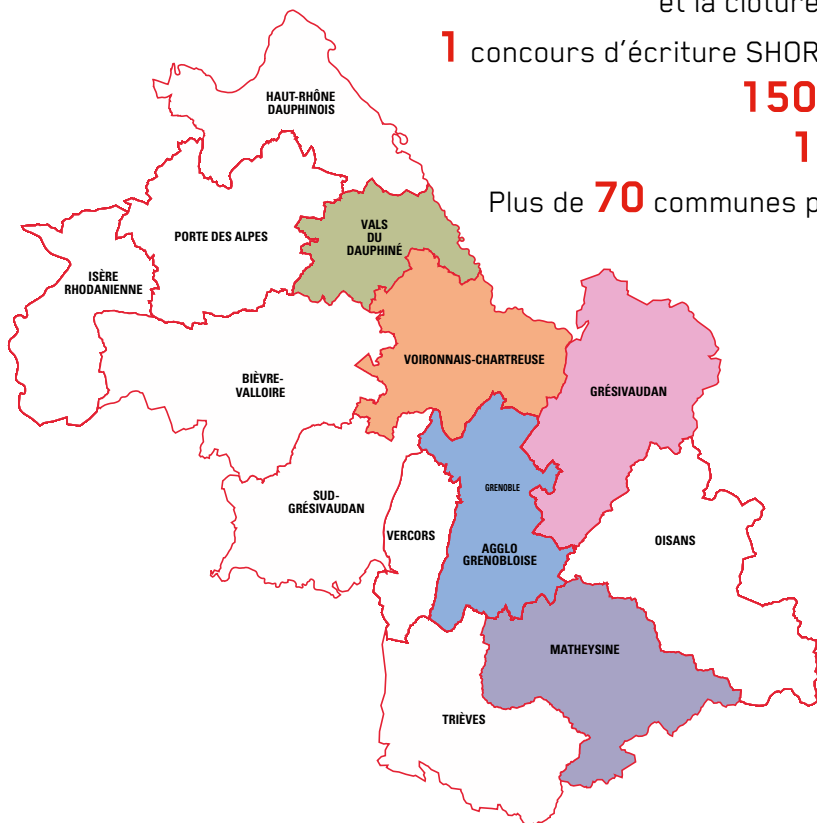 et la clôture
1 concours d'écriture SHOR
150
1
Plus de 70 communes p
HAUT-RHÔNE
DAUPHINOIS
PORTE DES ALPES
VALS
DU
DAUPHINÉ
ISÈRE
RHODANIENNE
VOIRONNAIS-CHARTREUSE
BIÈVRE-
VALLOIRE
GRÉSIVAUDAN
GRENOBLE
SUD-
GRÉSIVAUDAN
VERCORS
AGGLO
GRENOBLOISE
OISANS
MATHEYSINE
TRIÈVES